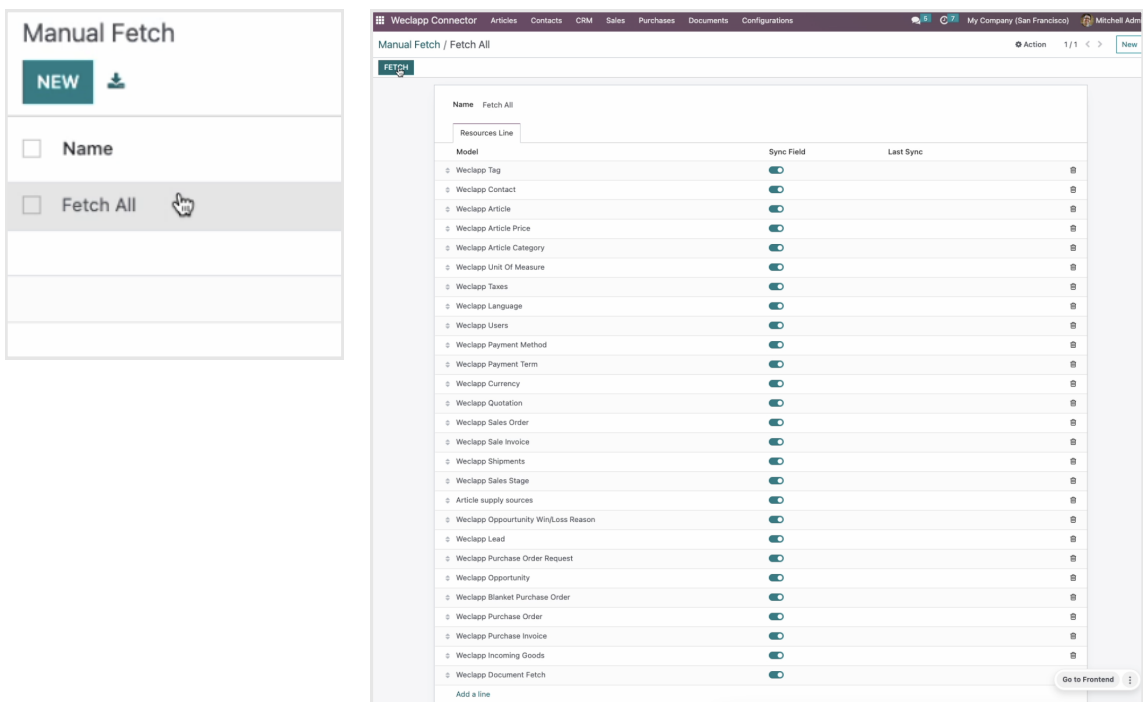 Manual Fetch
NEW
Name
Fetch All
Weclapp Connector Articles Contacts CRM Sales Purchases Documents Configurations 5 7 My Company (San Francisco) Mitchell Adm
Manual Fetch / Fetch All Action 1 / 1 New
FETCH
Name Fetch All
Resources Line
Model Sync Field Last Sync
Weclapp Tag
Weclapp Contact
Weclapp Article
Weclapp Article Price
Weclapp Article Category
Weclapp Unit Of Measure
Weclapp Taxes
Weclapp Language
Weclapp Users
Weclapp Payment Method
Weclapp Payment Term
Weclapp Currency
Weclapp Quotation
Weclapp Sales Order
Weclapp Sale Invoice
Weclapp Shipments
Weclapp Sales Stage
Article supply sources
Weclapp Oppourtunity Win/Loss Reason
Weclapp Lead
Weclapp Purchase Order Request
Weclapp Opportunity
Weclapp Blanket Purchase Order
Weclapp Purchase Order
Weclapp Purchase Invoice
Weclapp Incoming Goods
Weclapp Document Fetch
Go to Frontend
Add a line